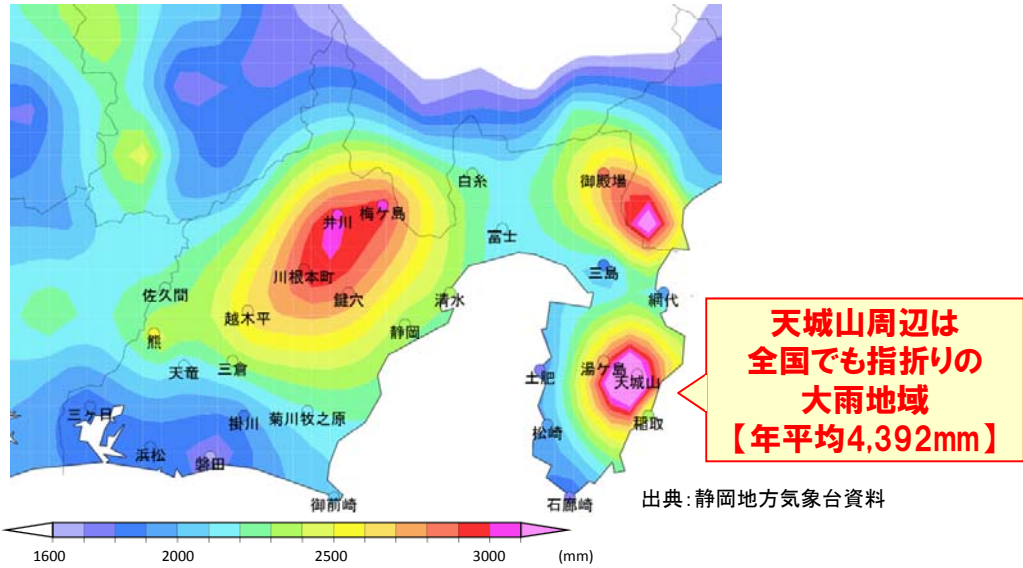 白糸
御殿場
梅ケ島
井川
富士
三島
川根本町
佐久間
鍵穴
清水
網代
越木平
静岡
熊
天竜
三倉
湯ケ島
土肥
天城山
三ケ日
掛川
菊川牧之原
松崎
稲取
浜松
磐田
御前崎
石廊崎
天城山周辺は
全国でも指折りの
大雨地域
【年平均4,392mm】
出典:静岡地方気象台資料
1600 2000 2500 3000 (mm)